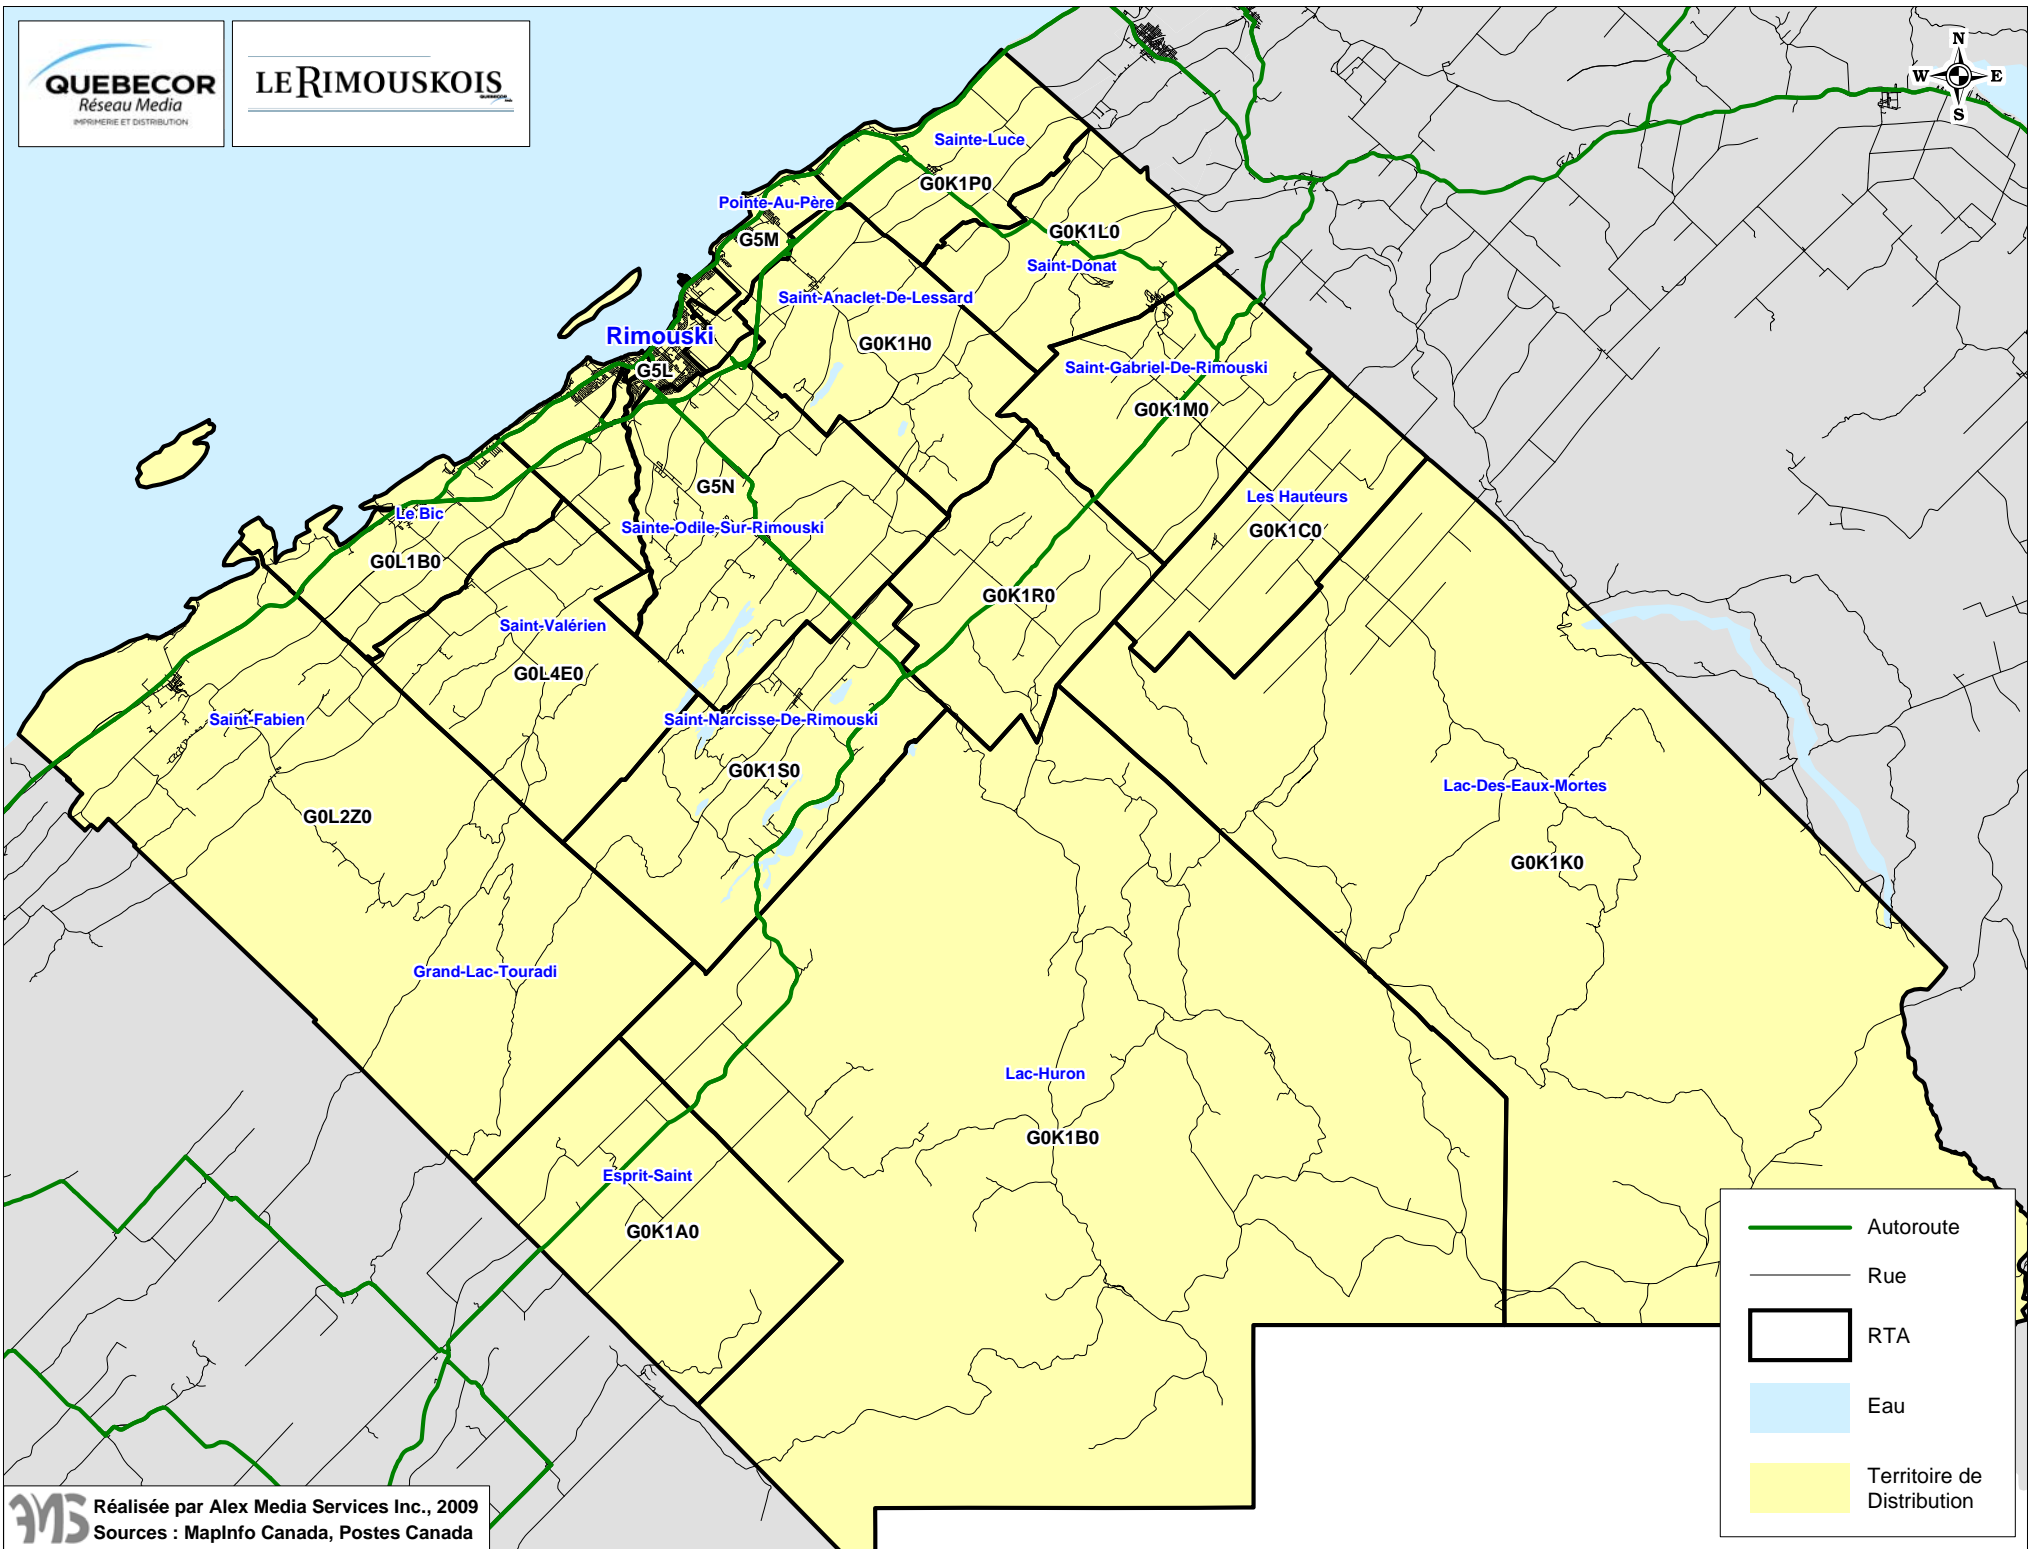 QUEBECOR
Réseau Media
IMPRIMERIE ET DISTRIBUTION
LE RIMOUSKOIS
QUEBECOR
N
W E
S
Sainte-Luce
G0K1P0
Pointe-Au-Père
G5M
G0K1L0
Saint-Donat
Saint-Anaclet-De-Lessard
Rimouski
G0K1H0
G5L
Saint-Gabriel-De-Rimouski
G0K1M0
G5N
Les Hauteurs
Le Bic
Sainte-Odile-Sur-Rimouski
G0K1C0
G0L1B0
G0K1R0
Saint-Valérien
G0L4E0
Saint-Fabien
Saint-Narcisse-De-Rimouski
G0K1S0
Lac-Des-Eaux-Mortes
G0L2Z0
G0K1K0
Grand-Lac-Touradi
Lac-Huron
G0K1B0
Esprit-Saint
G0K1A0
Autoroute
Rue
RTA
Eau
Territoire de
Distribution
AMS
Réalisée par Alex Media Services Inc., 2009
Sources : MapInfo Canada, Postes Canada